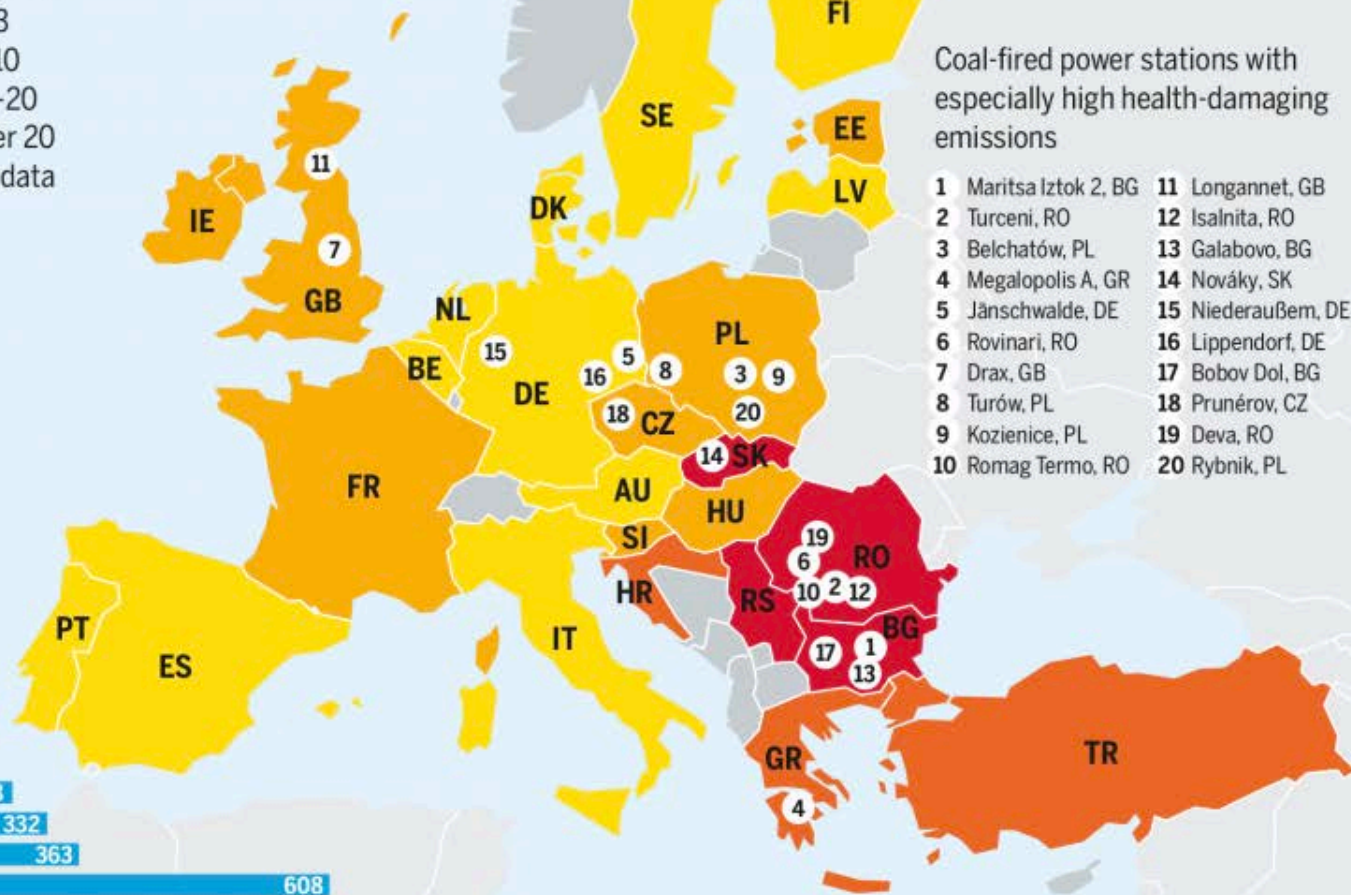 3
10
-20
er 20
data
FI
SE
EE
LV
DK
IE
GB
NL
BE
DE
PL
CZ
SK
FR
AU
HU
SI
HR
RO
RS
BG
PT
ES
IT
GR
TR
11
7
15
16
5
8
3
9
20
18
14
19
6
10
2
12
17
1
13
4
Coal-fired power stations with
especially high health-damaging
emissions
1 Maritsa Iztok 2, BG
2 Turceni, RO
3 Belchatów, PL
4 Megalopolis A, GR
5 Jänschwalde, DE
6 Rovinari, RO
7 Drax, GB
8 Turów, PL
9 Kozienice, PL
10 Romag Termo, RO
11 Longannet, GB
12 Isalnita, RO
13 Galabovo, BG
14 Nováky, SK
15 Niederaußem, DE
16 Lippendorf, DE
17 Bobov Dol, BG
18 Prunérov, CZ
19 Deva, RO
20 Rybnik, PL
332
363
608